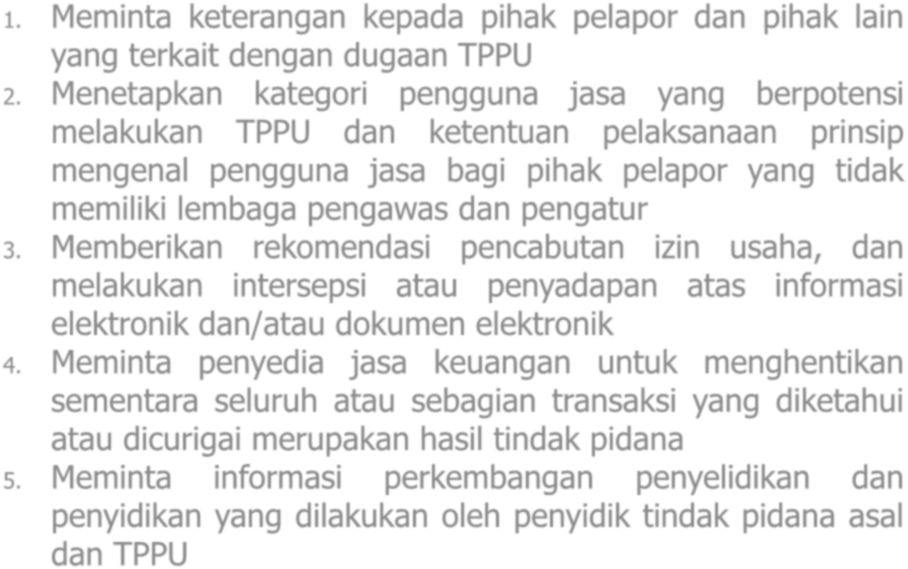 1. Meminta keterangan kepada pihak pelapor dan pihak lain
yang terkait dengan dugaan TPPU
2. Menetapkan kategori pengguna jasa yang berpotensi
melakukan TPPU dan ketentuan pelaksanaan prinsip
mengenal pengguna jasa bagi pihak pelapor yang tidak
memiliki lembaga pengawas dan pengatur
3. Memberikan rekomendasi pencabutan izin usaha, dan
melakukan intersepsi atau penyadapan atas informasi
elektronik dan/atau dokumen elektronik
4. Meminta penyedia jasa keuangan untuk menghentikan
sementara seluruh atau sebagian transaksi yang diketahui
atau dicurigai merupakan hasil tindak pidana
5. Meminta informasi perkembangan penyelidikan dan
penyidikan yang dilakukan oleh penyidik tindak pidana asal
dan TPPU